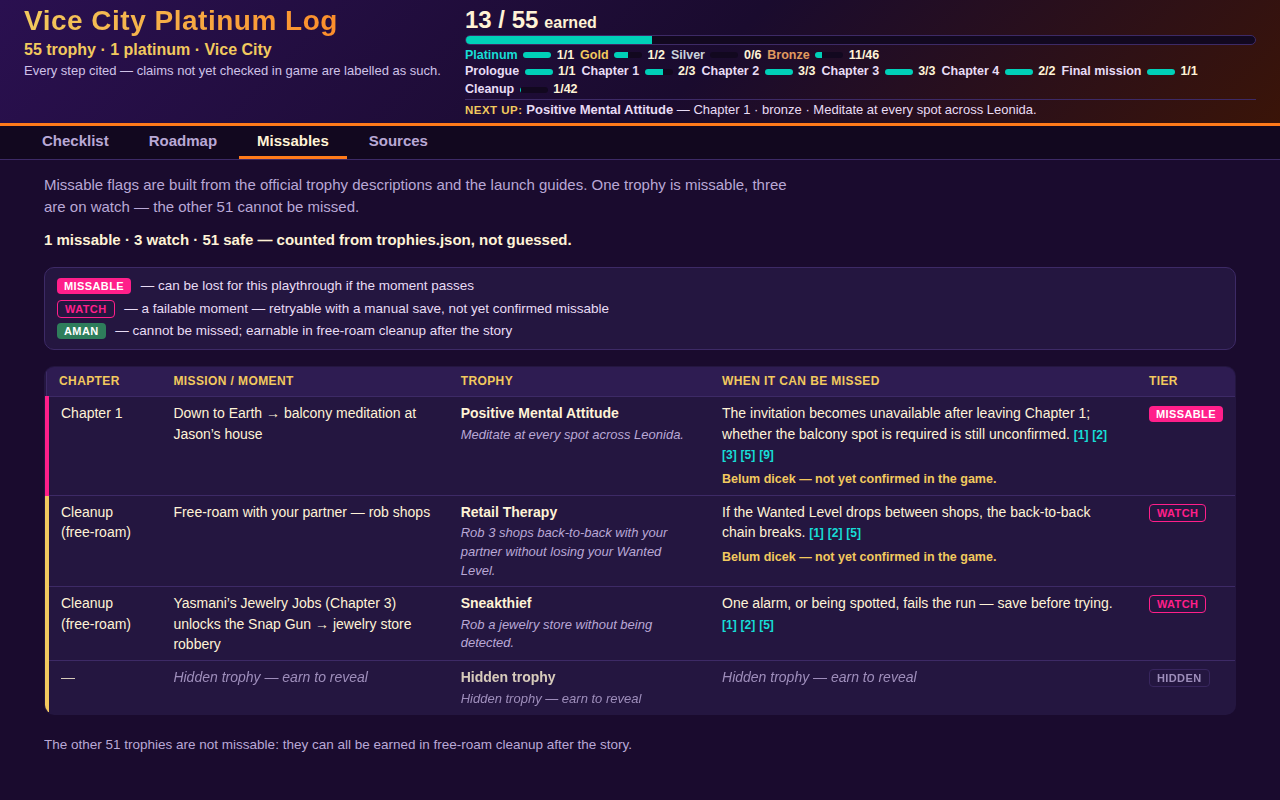 Vice City Platinum Log
55 trophy · 1 platinum · Vice City
Every step cited — claims not yet checked in game are labelled as such.
13 / 55 earned
Platinum 1/1 Gold 1/2 Silver 0/6 Bronze 11/46
Prologue 1/1 Chapter 1 2/3 Chapter 2 3/3 Chapter 3 3/3 Chapter 4 2/2 Final mission 1/1
Cleanup 1/42
NEXT UP: Positive Mental Attitude — Chapter 1 · bronze · Meditate at every spot across Leonida.
Checklist Roadmap Missables Sources
Missable flags are built from the official trophy descriptions and the launch guides. One trophy is missable, three
are on watch — the other 51 cannot be missed.
1 missable · 3 watch · 51 safe — counted from trophies.json, not guessed.
MISSABLE — can be lost for this playthrough if the moment passes
WATCH — a failable moment — retryable with a manual save, not yet confirmed missable
AMAN — cannot be missed; earnable in free-roam cleanup after the story
CHAPTER MISSION / MOMENT TROPHY WHEN IT CAN BE MISSED TIER
Chapter 1
Down to Earth → balcony meditation at
Jason’s house
Positive Mental Attitude
Meditate at every spot across Leonida.
The invitation becomes unavailable after leaving Chapter 1;
whether the balcony spot is required is still unconfirmed. [1] [2]
[3] [5] [9]
Belum dicek — not yet confirmed in the game.
MISSABLE
Cleanup
(free-roam)
Free-roam with your partner — rob shops
Retail Therapy
Rob 3 shops back-to-back with your
partner without losing your Wanted
Level.
If the Wanted Level drops between shops, the back-to-back
chain breaks. [1] [2] [5]
Belum dicek — not yet confirmed in the game.
WATCH
Cleanup
(free-roam)
Yasmani’s Jewelry Jobs (Chapter 3)
unlocks the Snap Gun → jewelry store
robbery
Sneakthief
Rob a jewelry store without being
detected.
One alarm, or being spotted, fails the run — save before trying.
[1] [2] [5]
WATCH
—
Hidden trophy — earn to reveal
Hidden trophy
Hidden trophy — earn to reveal
Hidden trophy — earn to reveal
HIDDEN
The other 51 trophies are not missable: they can all be earned in free-roam cleanup after the story.